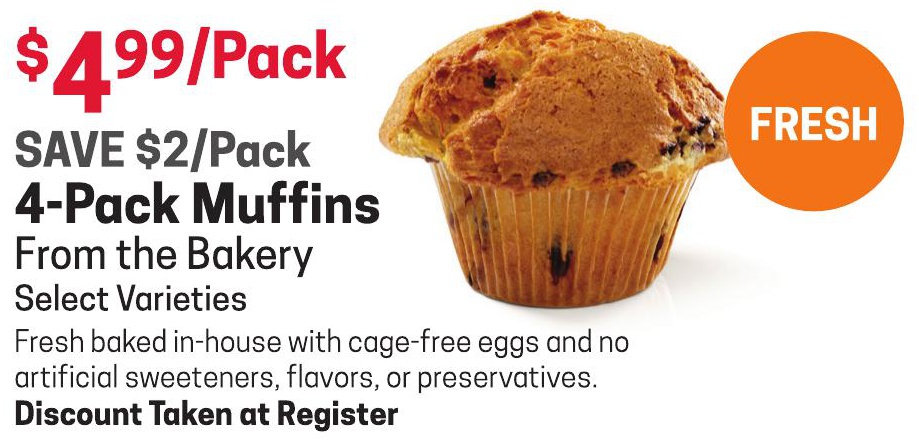 $4.99/Pack
SAVE $2/Pack
4-Pack Muffins
From the Bakery
Select Varieties
Fresh baked in-house with cage-free eggs and no
artificial sweeteners, flavors, or preservatives.
Discount Taken at Register
FRESH